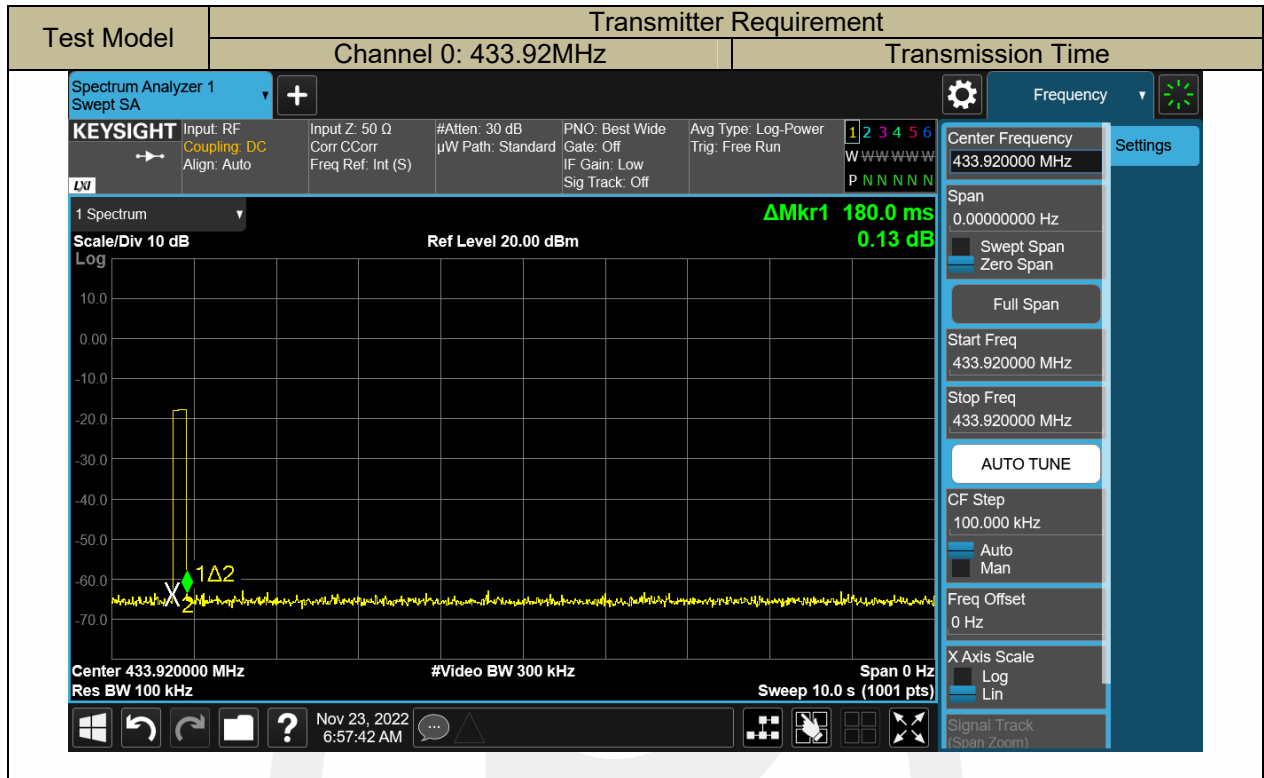 Test Model
Transmitter Requirement
Channel 0: 433.92MHz
Transmission Time
Spectrum Analyzer 1
Swept SA
+
Frequency
KEYSIGHT
Input: RF
Coupling: DC
Align: Auto
Input Z: 50 Ω
Corr CCorr
Freq Ref: Int (S)
#Atten: 30 dB
µW Path: Standard
PNO: Best Wide
Gate: Off
IF Gain: Low
Sig Track: Off
Avg Type: Log-Power
Trig: Free Run
1 2 3 4 5 6
W W W W W W
P N N N N N
LXI
Center Frequency
433.920000 MHz
Settings
Span
0.00000000 Hz
Swept Span
Zero Span
Full Span
Start Freq
433.920000 MHz
Stop Freq
433.920000 MHz
AUTO TUNE
CF Step
100.000 kHz
Auto
Man
Freq Offset
0 Hz
X Axis Scale
Log
Lin
Signal Track
(Span Zoom)
1 Spectrum
ΔMkr1 180.0 ms
0.13 dB
Scale/Div 10 dB
Ref Level 20.00 dBm
Log
10.0
0.00
-10.0
-20.0
-30.0
-40.0
-50.0
-60.0
-70.0
1Δ2
X
2
Center 433.920000 MHz
#Video BW 300 kHz
Span 0 Hz
Res BW 100 kHz
Sweep 10.0 s (1001 pts)
?
Nov 23, 2022
6:57:42 AM